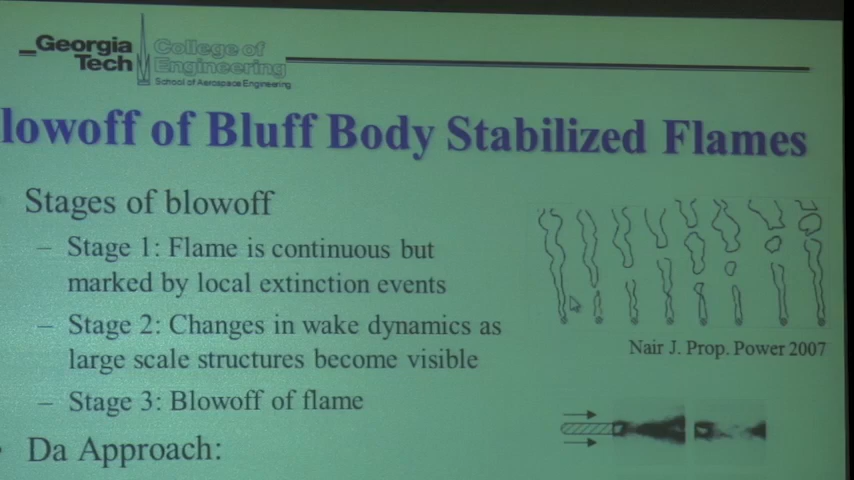 Georgia
Tech
College of
Engineering
School of Aerospace Engineering
lowoff of Bluff Body Stabilized Flames
Stages of blowoff
– Stage 1: Flame is continuous but
marked by local extinction events
– Stage 2: Changes in wake dynamics as
large scale structures become visible
– Stage 3: Blowoff of flame
Nair J. Prop. Power 2007
• Da Approach: